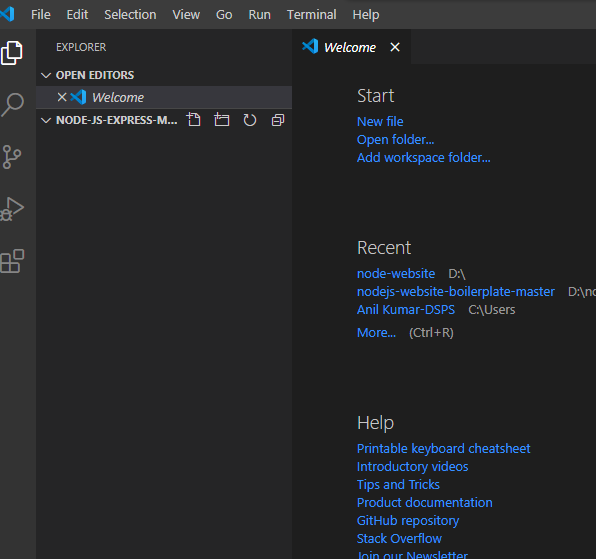 File Edit Selection View Go Run Terminal Help
EXPLORER
OPEN EDITORS
Welcome
NODE-JS-EXPRESS-M...
Welcome
Start
New file
Open folder...
Add workspace folder...
Recent
node-website D:\
nodejs-website-boilerplate-master D:\no
Anil Kumar-DSPS C:\Users
More... (Ctrl+R)
Help
Printable keyboard cheatsheet
Introductory videos
Tips and Tricks
Product documentation
GitHub repository
Stack Overflow
Join our Newsletter